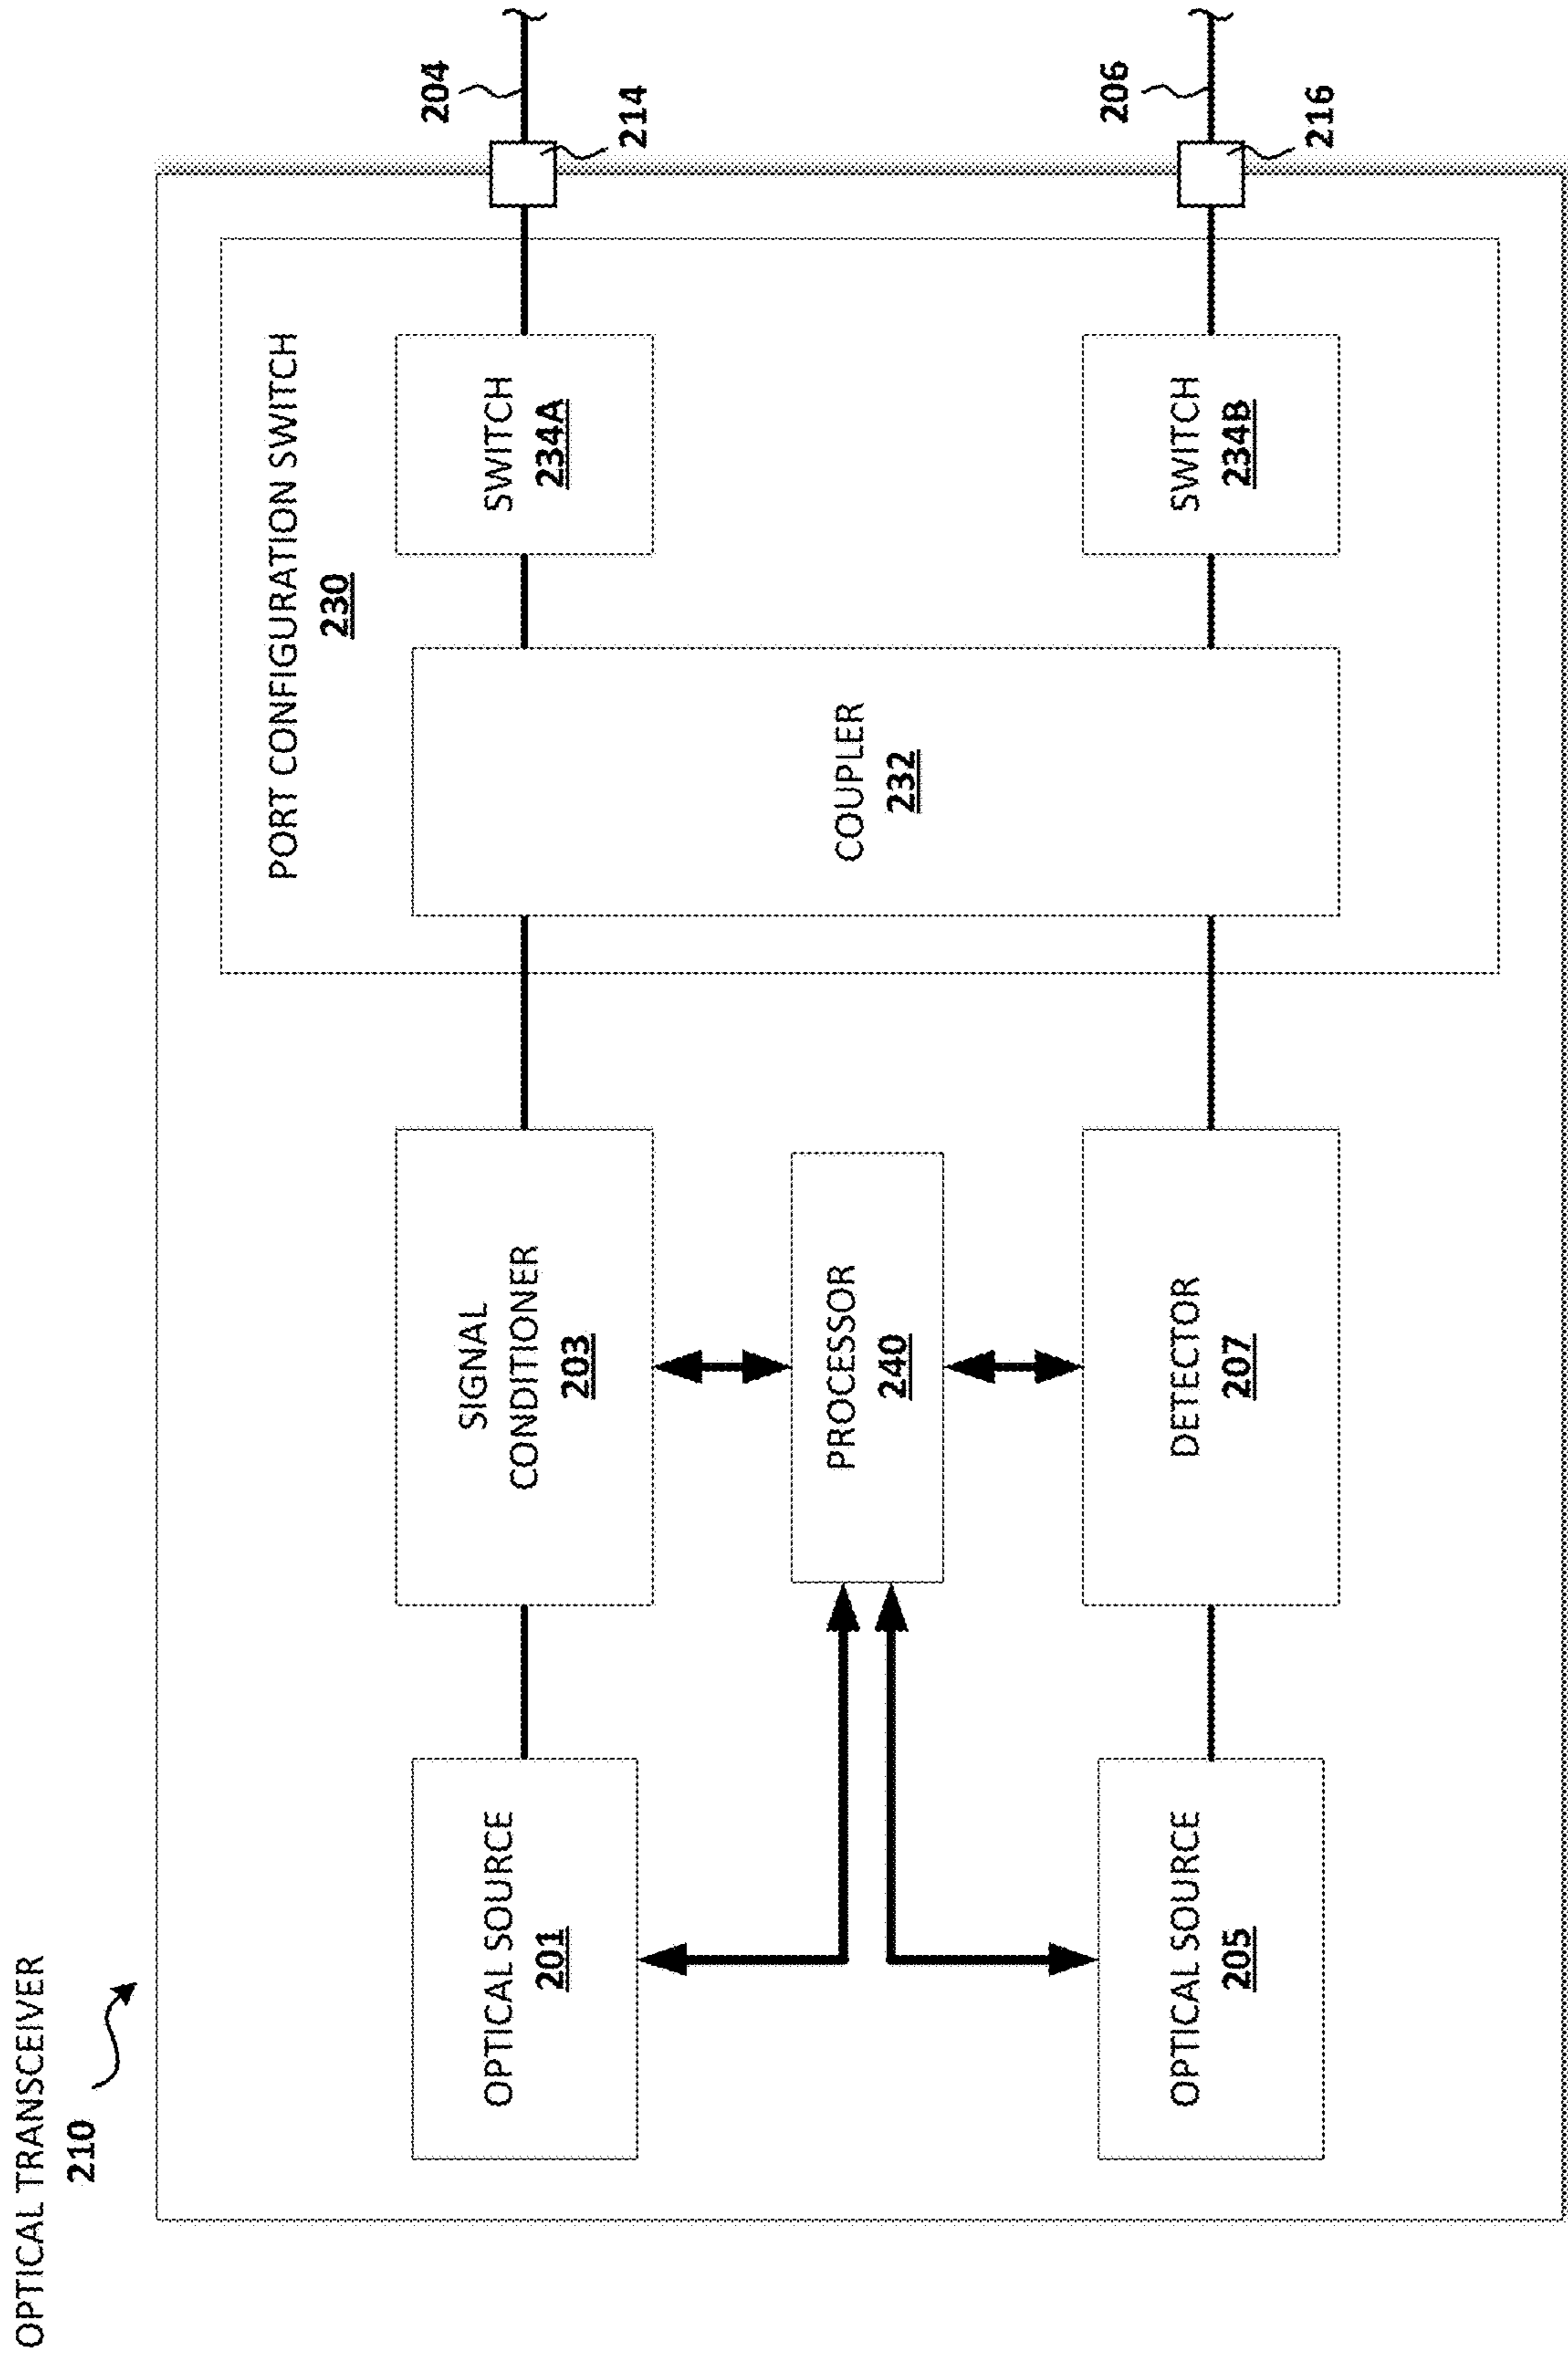 OPTICAL TRANSCEIVER
210
PORT CONFIGURATION SWITCH
230
204
214
OPTICAL SOURCE
201
SIGNAL
CONDITIONER
203
SWITCH
234A
PROCESSOR
240
COUPLER
232
206
216
OPTICAL SOURCE
205
DETECTOR
207
SWITCH
234B